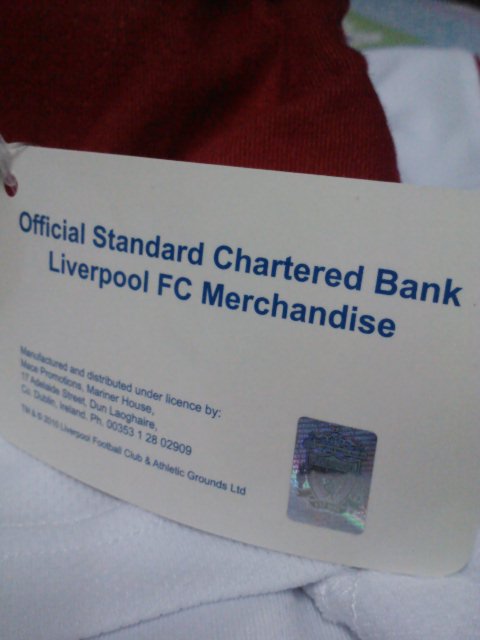 Official Standard Chartered Bank
Liverpool FC Merchandise
Manufactured and distributed under licence by:
Mace Promotions, Mariner House,
17 Adelaide Street, Dun Laoghaire,
Co. Dublin, Ireland. Ph. 00353 1 28 02909
TM & © 2010 Liverpool Football Club & Athletic Grounds Ltd